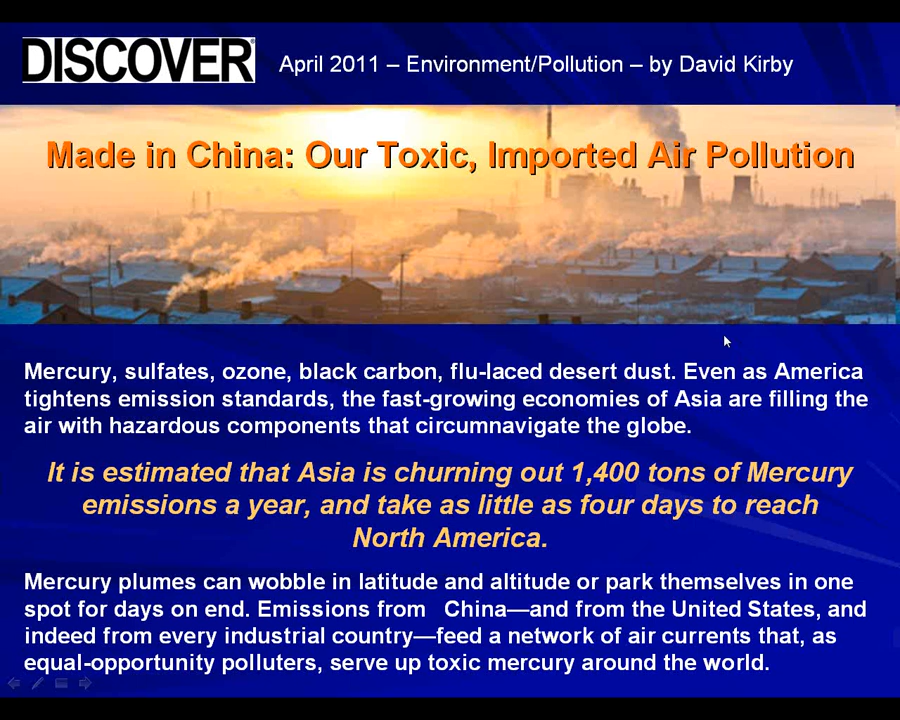 DISCOVER
April 2011 – Environment/Pollution – by David Kirby
Made in China: Our Toxic, Imported Air Pollution
Mercury, sulfates, ozone, black carbon, flu-laced desert dust. Even as America
tightens emission standards, the fast-growing economies of Asia are filling the
air with hazardous components that circumnavigate the globe.
It is estimated that Asia is churning out 1,400 tons of Mercury
emissions a year, and take as little as four days to reach
North America.
Mercury plumes can wobble in latitude and altitude or park themselves in one
spot for days on end. Emissions from China—and from the United States, and
indeed from every industrial country—feed a network of air currents that, as
equal-opportunity polluters, serve up toxic mercury around the world.